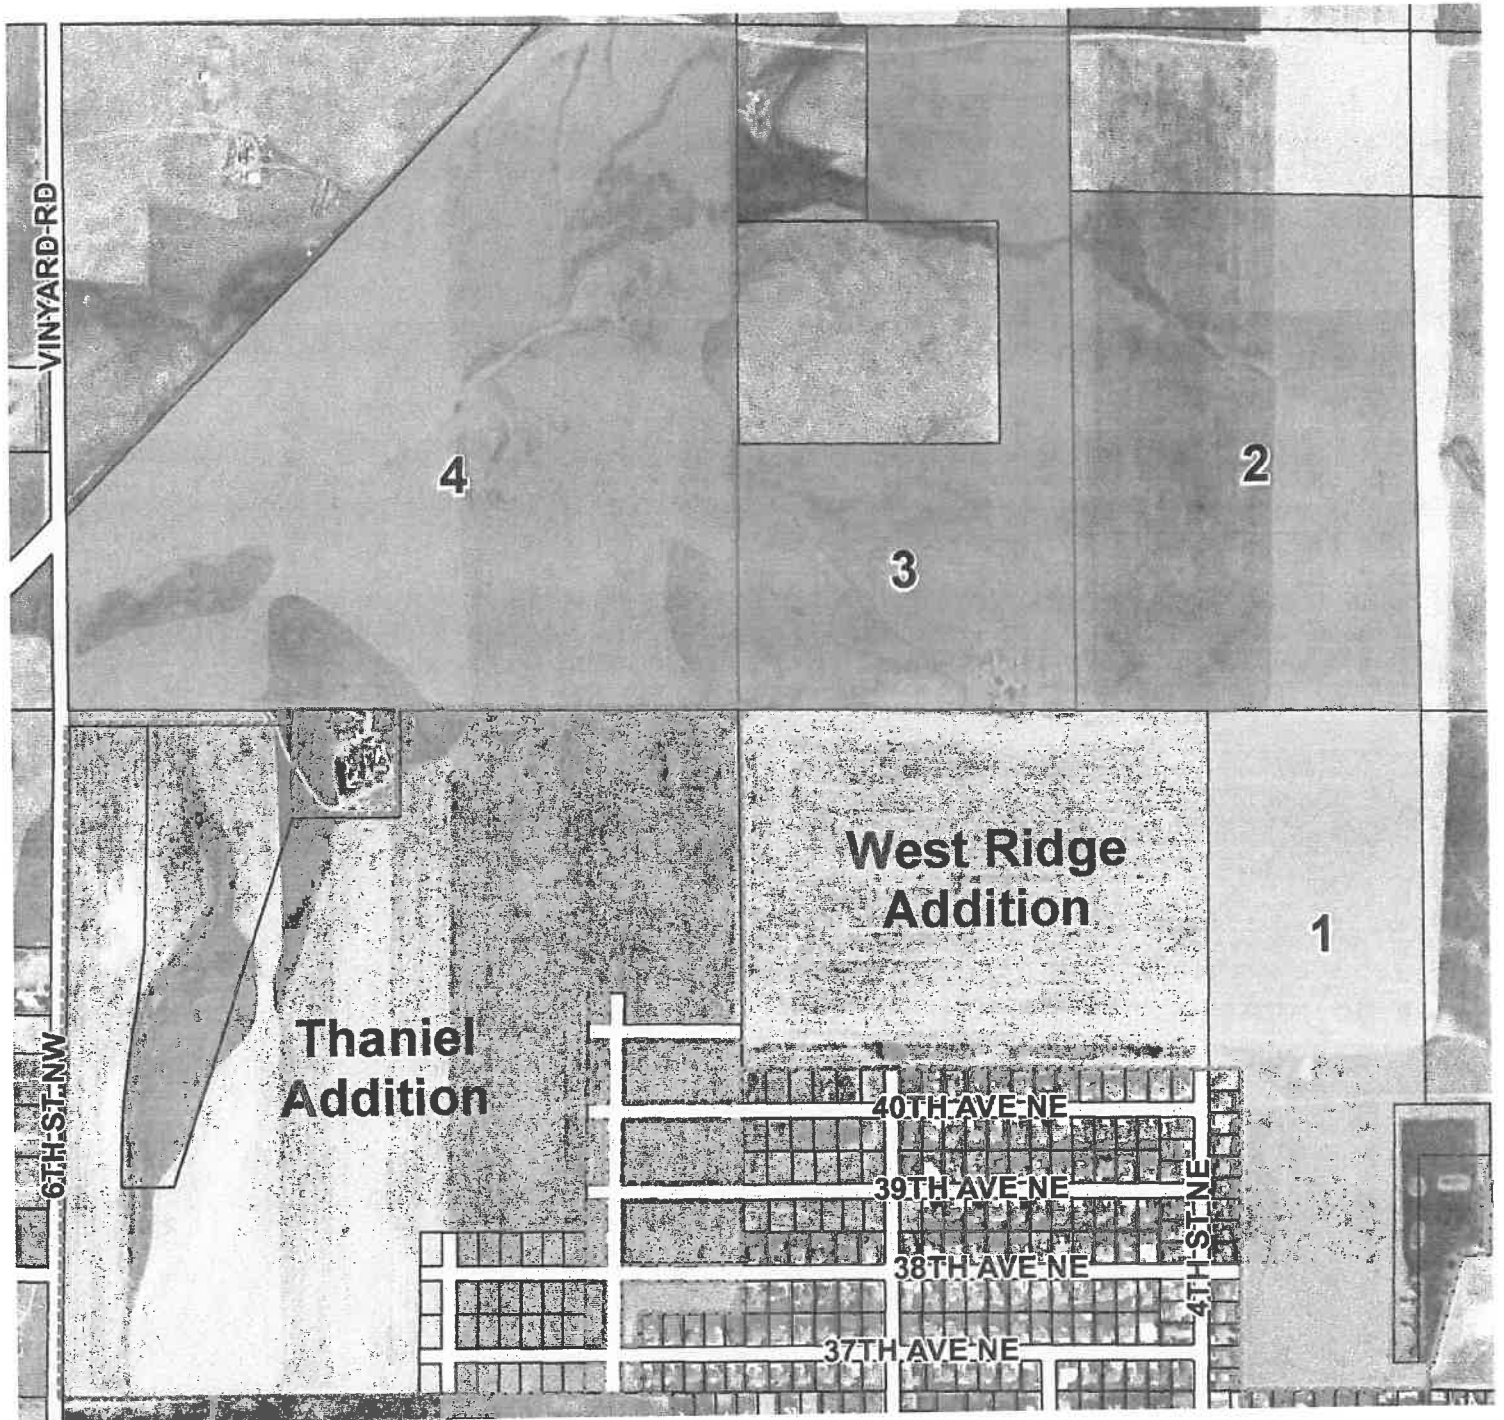 VINYARD RD
4
2
3
West Ridge
Addition
1
Thaniel
Addition
6TH ST NW
40TH AVE NE
39TH AVE NE
4TH ST NE
38TH AVE NE
37TH AVE NE